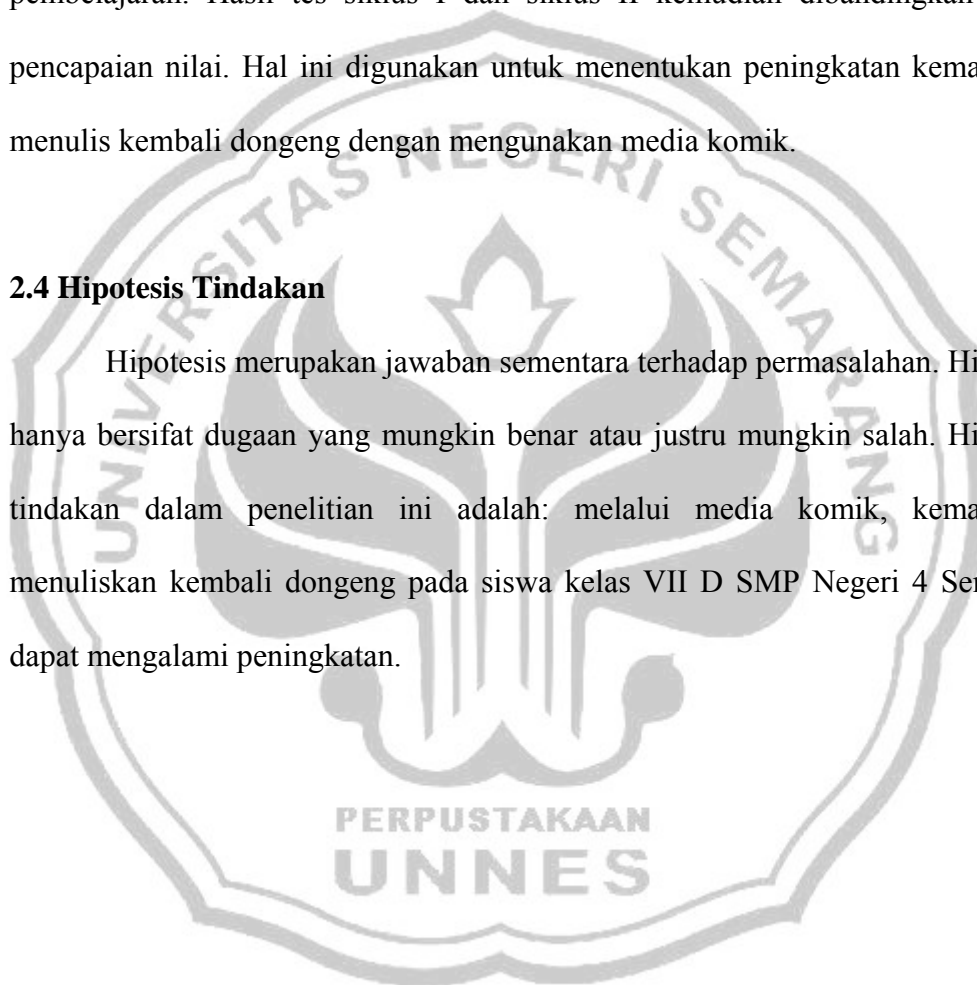 pembelajaran. Hasil tes siklus I dan siklus II kemudian dibandingkan
pencapaian nilai. Hal ini digunakan untuk menentukan peningkatan kema
menulis kembali dongeng dengan mengunakan media komik.
UNIVERSITAS NEGERI SEMARANG
2.4 Hipotesis Tindakan
Hipotesis merupakan jawaban sementara terhadap permasalahan. Hi
hanya bersifat dugaan yang mungkin benar atau justru mungkin salah. Hi
tindakan dalam penelitian ini adalah: melalui media komik, kema
menuliskan kembali dongeng pada siswa kelas VII D SMP Negeri 4 Se
dapat mengalami peningkatan.
PERPUSTAKAAN
UNNES